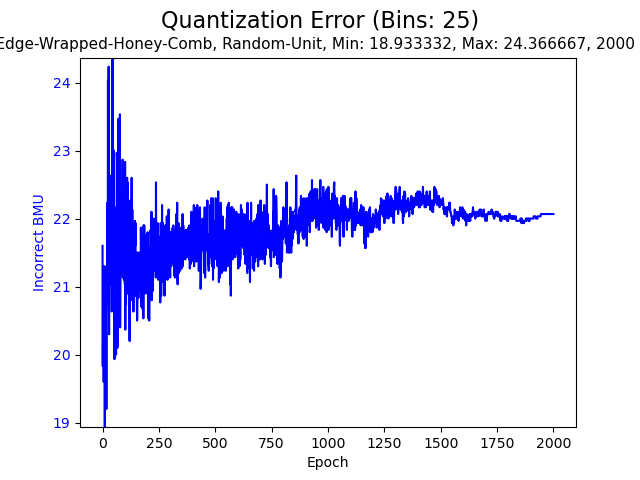 Quantization Error (Bins: 25)
Edge-Wrapped-Honey-Comb, Random-Unit, Min: 18.933332, Max: 24.366667, 2000
24
23
22
21
20
19
Incorrect BMU
0 250 500 750 1000 1250 1500 1750 2000
Epoch